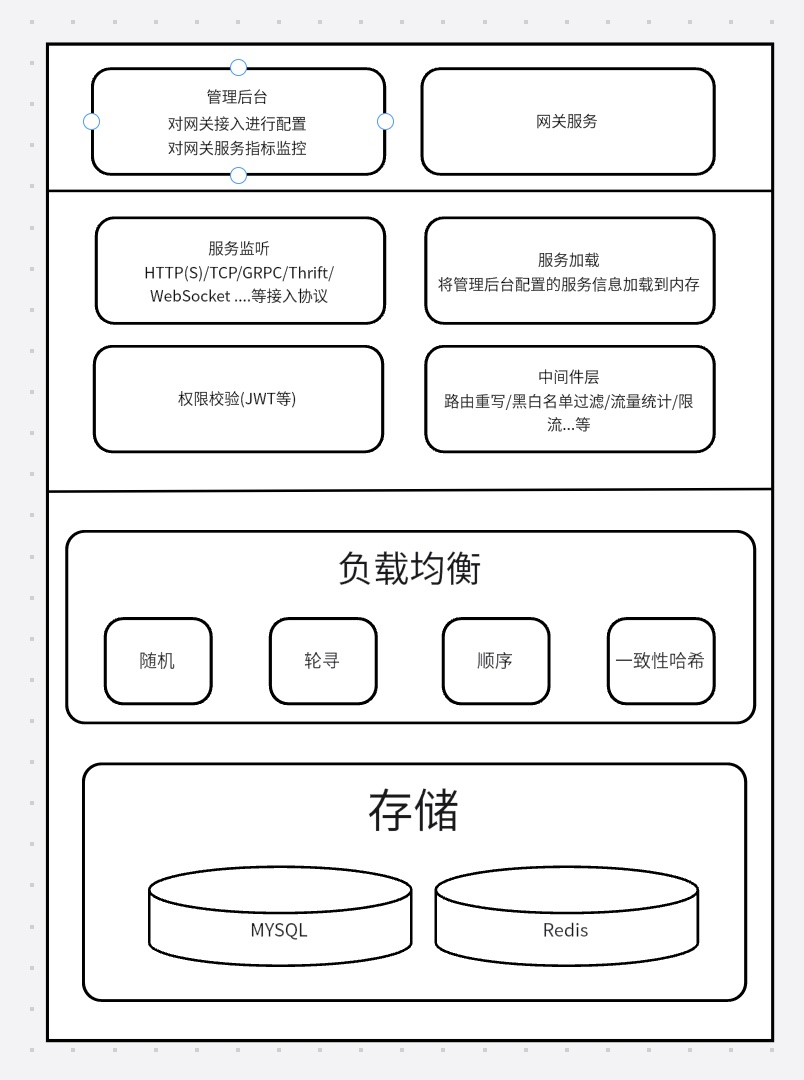 管理后台
对网关接入进行配置
对网关服务指标监控
网关服务
服务监听
HTTP(S)/TCP/GRPC/Thrift/
WebSocket ....等接入协议
服务加载
将管理后台配置的服务信息加载到内存
权限校验(JWT等)
中间件层
路由重写/黑白名单过滤/流量统计/限
流...等
负载均衡
随机
轮寻
顺序
一致性哈希
存储
MYSQL
Redis